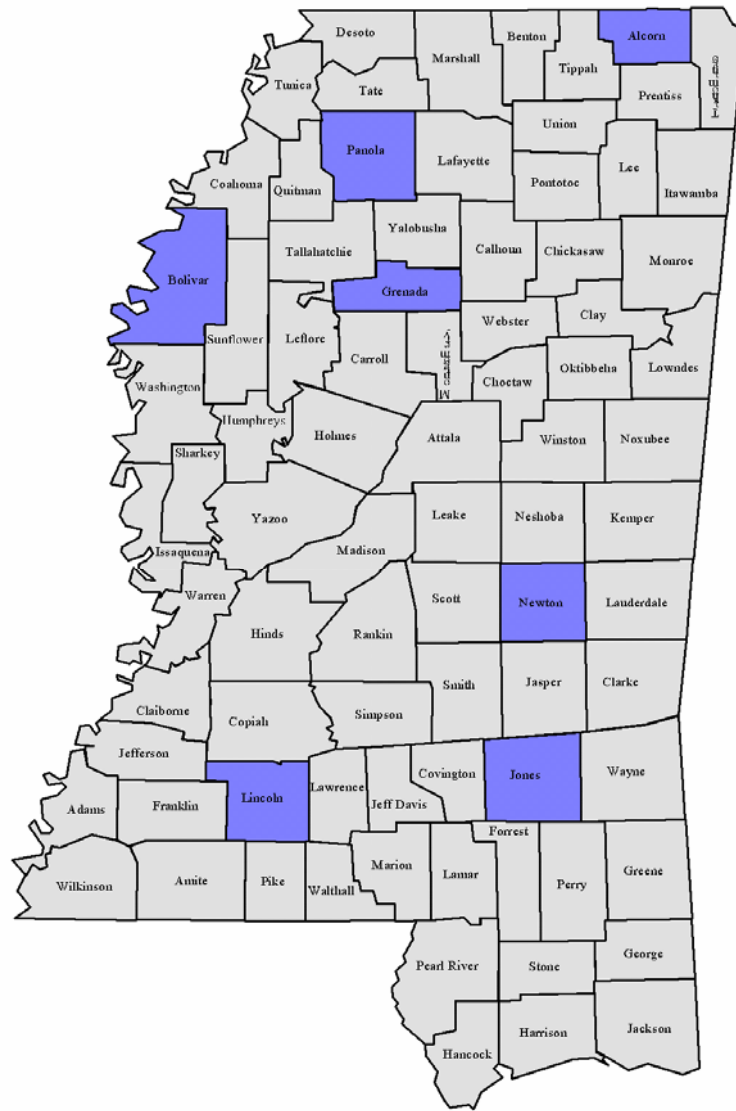 Desoto
Marshall
Benton
Alcorn
Tippah
Tunica
Tate
Prentiss
Union
Panola
Lafayette
Lee
Pontotoc
Coahoma
Quitman
Itawamba
Yalobusha
Tallahatchie
Calhoun
Chickasaw
Monroe
Bolivar
Grenada
Webster
Clay
Sunflower
Leflore
Carroll
Oktibbeha
Lowndes
Choctaw
Washington
Humphreys
Holmes
Attala
Winston
Noxubee
Sharkey
Yazoo
Leake
Neshoba
Kemper
Issaquena
Madison
Warren
Scott
Newton
Lauderdale
Hinds
Rankin
Smith
Jasper
Clarke
Claiborne
Copiah
Simpson
Jefferson
Covington
Jones
Wayne
Lincoln
Lawrence
Jeff Davis
Adams
Franklin
Forrest
Marion
Lamar
Greene
Wilkinson
Amite
Pike
Walthall
Perry
Pearl River
Stone
George
Hancock
Harrison
Jackson